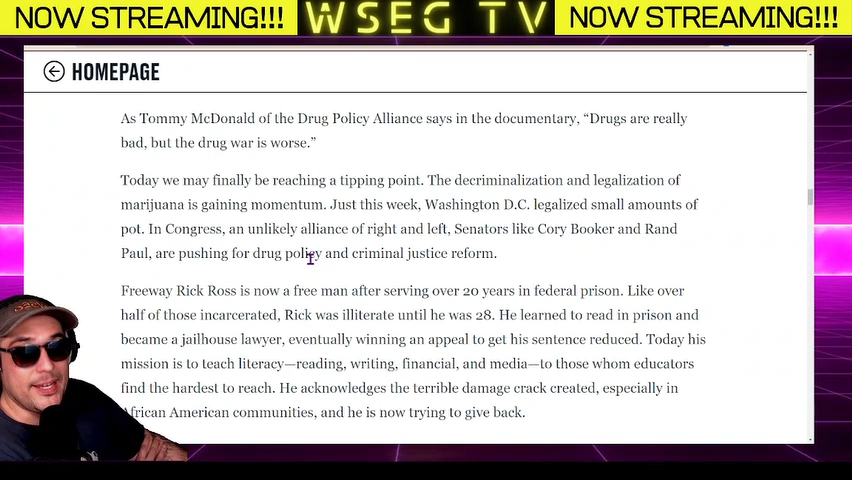 NOW STREAMING!!! WSEG TV NOW STREAMING!!!
HOMEPAGE
As Tommy McDonald of the Drug Policy Alliance says in the documentary, “Drugs are really
bad, but the drug war is worse.”
Today we may finally be reaching a tipping point. The decriminalization and legalization of
marijuana is gaining momentum. Just this week, Washington D.C. legalized small amounts of
pot. In Congress, an unlikely alliance of right and left, Senators like Cory Booker and Rand
Paul, are pushing for drug policy and criminal justice reform.
Freeway Rick Ross is now a free man after serving over 20 years in federal prison. Like over
half of those incarcerated, Rick was illiterate until he was 28. He learned to read in prison and
became a jailhouse lawyer, eventually winning an appeal to get his sentence reduced. Today his
mission is to teach literacy—reading, writing, financial, and media—to those whom educators
find the hardest to reach. He acknowledges the terrible damage crack created, especially in
African American communities, and he is now trying to give back.